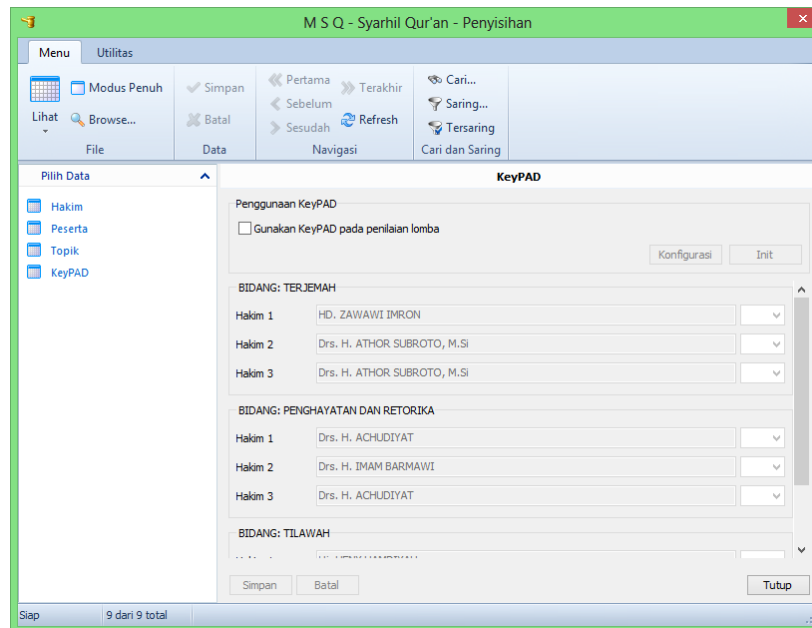 M S Q - Syarhil Qur'an - Penyisihan
Menu Utilitas
Lihat
Modus Penuh
Browse...
File
Simpan
Batal
Data
Pertama
Sebelum
Sesudah
Terakhir
Refresh
Navigasi
Cari...
Saring...
Tersaring
Cari dan Saring
Pilih Data
Hakim
Peserta
Topik
KeyPAD
KeyPAD
Penggunaan KeyPAD
Gunakan KeyPAD pada penilaian lomba
Konfigurasi Init
BIDANG: TERJEMAH
Hakim 1 HD. ZAWAWI IMRON
Hakim 2 Drs. H. ATHOR SUBROTO, M.Si
Hakim 3 Drs. H. ATHOR SUBROTO, M.Si
BIDANG: PENGHAYATAN DAN RETORIKA
Hakim 1 Drs. H. ACHUDIYAT
Hakim 2 Drs. H. IMAM BARMAWI
Hakim 3 Drs. H. ACHUDIYAT
BIDANG: TILAWAH
Simpan Batal Tutup
Siap 9 dari 9 total